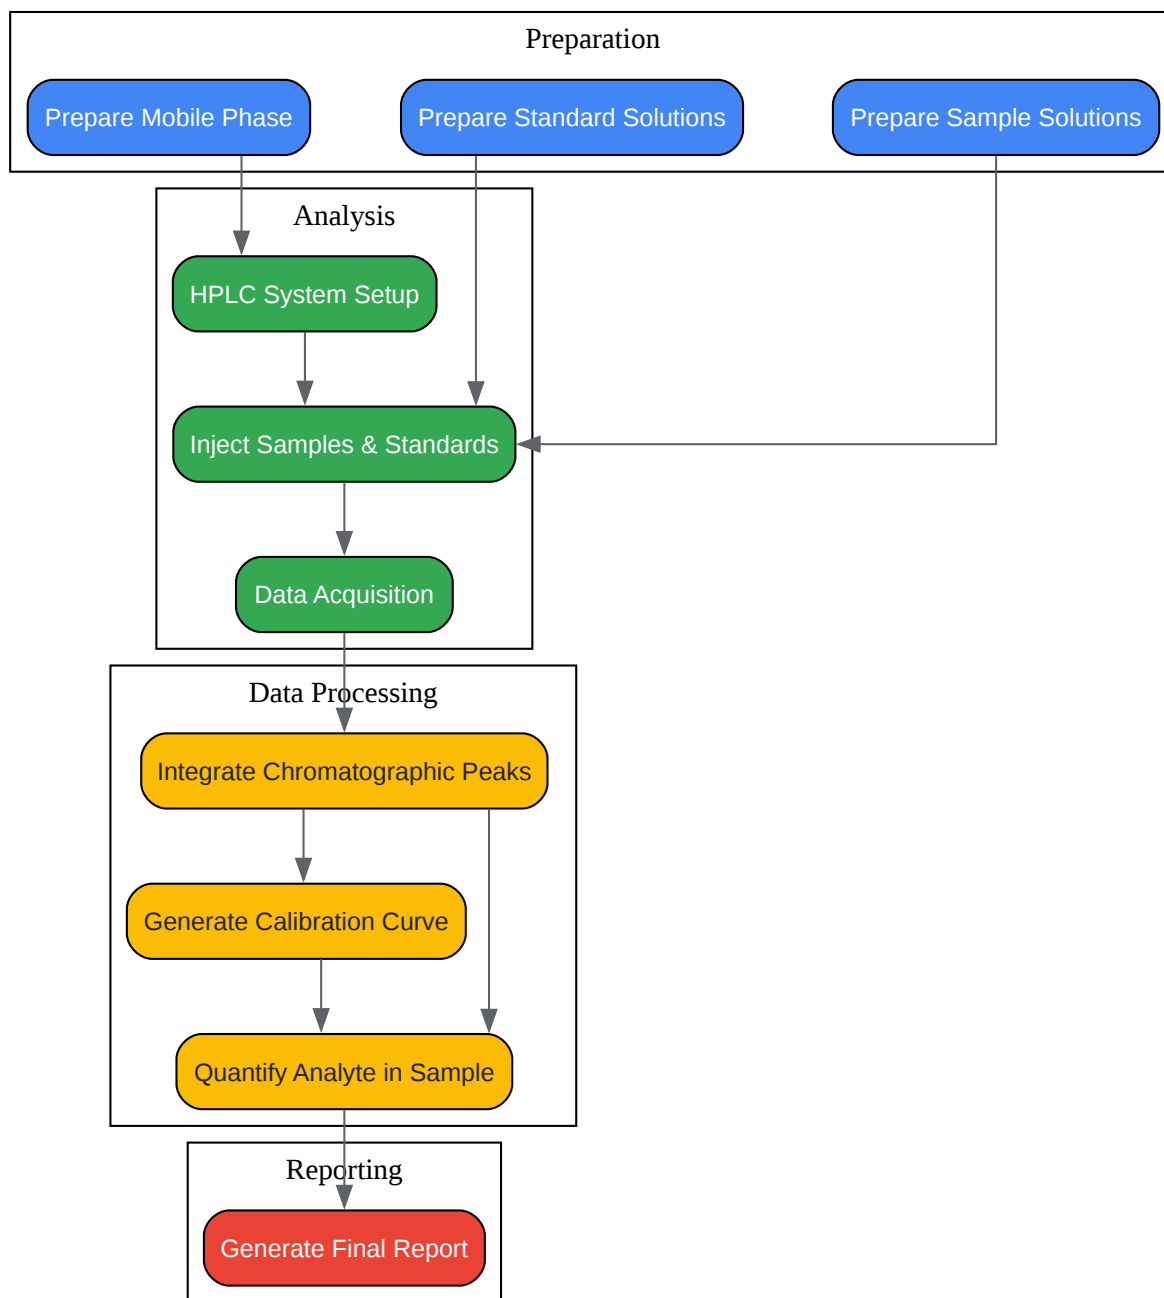 Preparation
Prepare Mobile Phase
Prepare Standard Solutions
Prepare Sample Solutions
Analysis
HPLC System Setup
Inject Samples & Standards
Data Acquisition
Data Processing
Integrate Chromatographic Peaks
Generate Calibration Curve
Quantify Analyte in Sample
Reporting
Generate Final Report